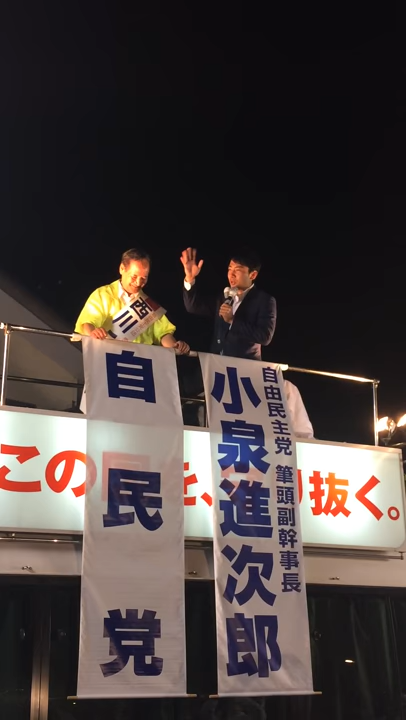 西川
自民党
自由民主党 筆頭副幹事長
小泉進次郎
この を、 り抜く。